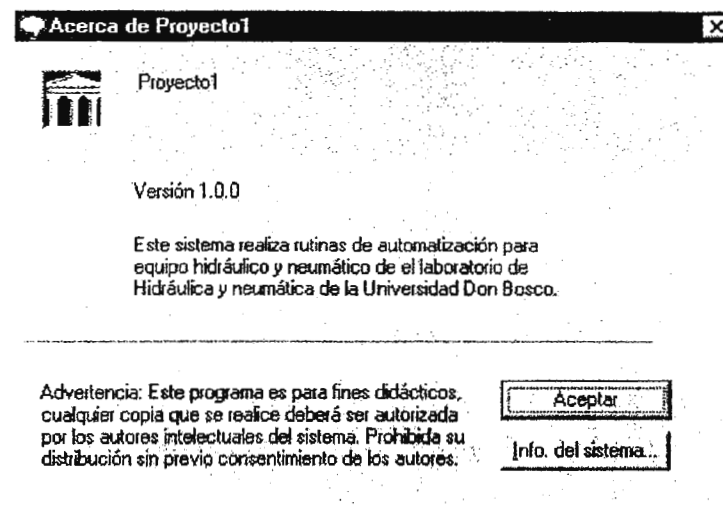 Acerca de Proyecto1
Proyecto1
Versión 1.0.0
Este sistema realiza rutinas de automatización para
equipo hidráulico y neumático de el laboratorio de
Hidráulica y neumática de la Universidad Don Bosco.
Advertencia: Este programa es para fines didácticos,
cualquier copia que se realice deberá ser autorizada
por los autores intelectuales del sistema. Prohibida su
distribución sin previo consentimiento de los autores.
Aceptar
Info. del sistema...